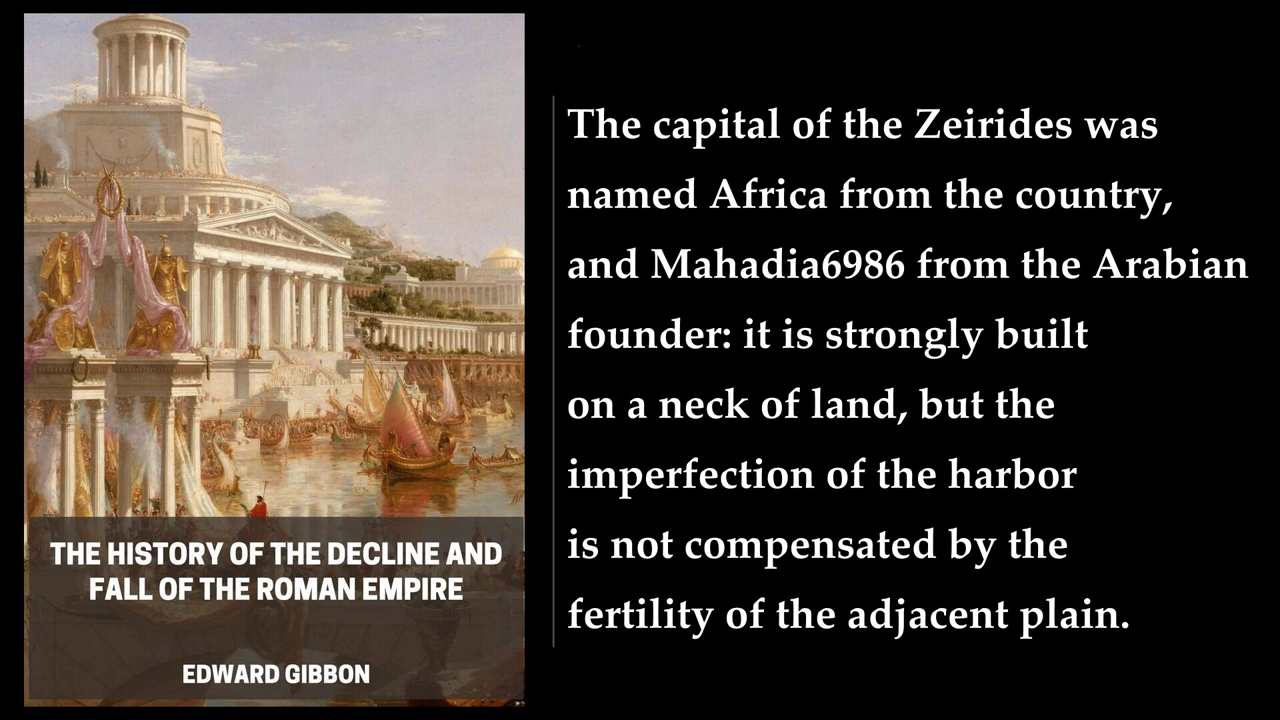 THE HISTORY OF THE DECLINE AND
FALL OF THE ROMAN EMPIRE
EDWARD GIBBON
The capital of the Zeirides was
named Africa from the country,
and Mahadia6986 from the Arabian
founder: it is strongly built
on a neck of land, but the
imperfection of the harbor
is not compensated by the
fertility of the adjacent plain.